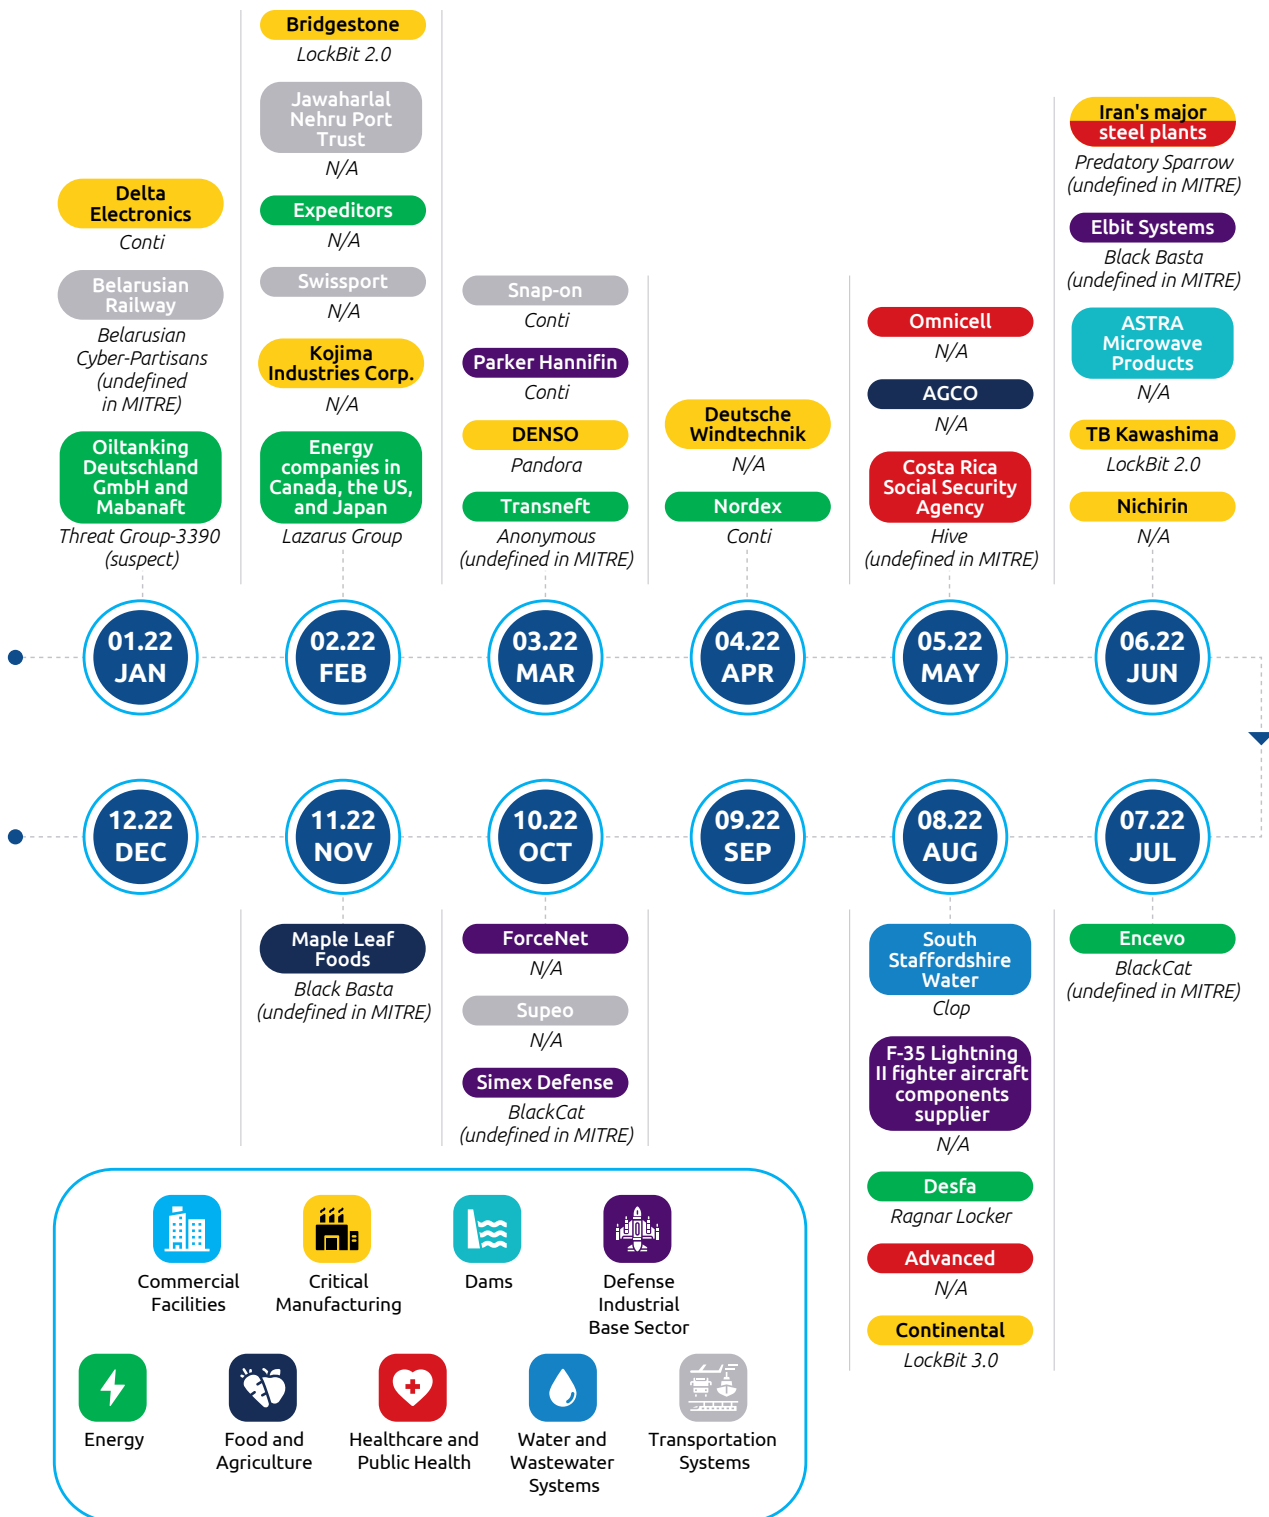 Delta
Electronics
Conti
Belarusian
Railway
Belarusian
Cyber-Partisans
(undefined
in MITRE)
Oiltanking
Deutschland
GmbH and
Mabanaft
Threat Group-3390
(suspect)
01.22
JAN
Bridgestone
LockBit 2.0
Jawaharlal
Nehru Port
Trust
N/A
Expeditors
N/A
Swissport
N/A
Kojima
Industries Corp.
N/A
Energy
companies in
Canada, the US,
and Japan
Lazarus Group
02.22
FEB
Snap-on
Conti
Parker Hannifin
Conti
DENSO
Pandora
Transneft
Anonymous
(undefined in MITRE)
03.22
MAR
Deutsche
Windtechnik
N/A
Nordex
Conti
04.22
APR
Omnicell
N/A
AGCO
N/A
Costa Rica
Social Security
Agency
Hive
(undefined in MITRE)
05.22
MAY
Iran's major
steel plants
Predatory Sparrow
(undefined in MITRE)
Elbit Systems
Black Basta
(undefined in MITRE)
ASTRA
Microwave
Products
N/A
TB Kawashima
LockBit 2.0
Nichirin
N/A
06.22
JUN
12.22
DEC
11.22
NOV
Maple Leaf
Foods
Black Basta
(undefined in MITRE)
10.22
OCT
ForceNet
N/A
Supeo
N/A
Simex Defense
BlackCat
(undefined in MITRE)
09.22
SEP
08.22
AUG
South
Staffordshire
Water
Clop
F-35 Lightning
II fighter aircraft
components
supplier
N/A
Desfa
Ragnar Locker
Advanced
N/A
Continental
LockBit 3.0
07.22
JUL
Encevo
BlackCat
(undefined in MITRE)
Commercial
Facilities
Critical
Manufacturing
Dams
Defense
Industrial
Base Sector
Energy
Food and
Agriculture
Healthcare and
Public Health
Water and
Wastewater
Systems
Transportation
Systems